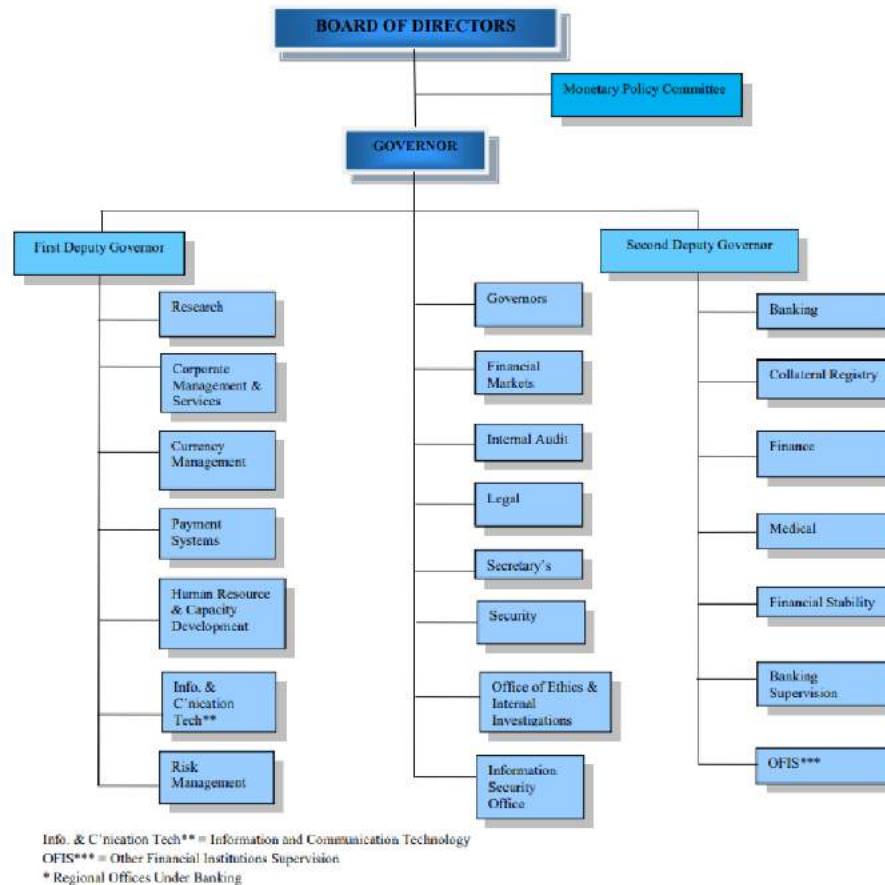 BOARD OF DIRECTORS
Monetary Policy Committee
GOVERNOR
First Deputy Governor
Second Deputy Governor
Research
Corporate
Management &
Services
Currency
Management
Payment
Systems
Human Resource
& Capacity
Development
Info. &
C'nication
Tech**
Risk
Management
Governors
Financial
Markets
Internal Audit
Legal
Secretary's
Security
Office of Ethics &
Internal
Investigations
Information
Security
Office
Banking
Collateral Registry
Finance
Medical
Financial Stability
Banking
Supervision
OFIS***
Info. & C'nication Tech** = Information and Communication Technology
OFIS*** = Other Financial Institutions Supervision
* Regional Offices Under Banking